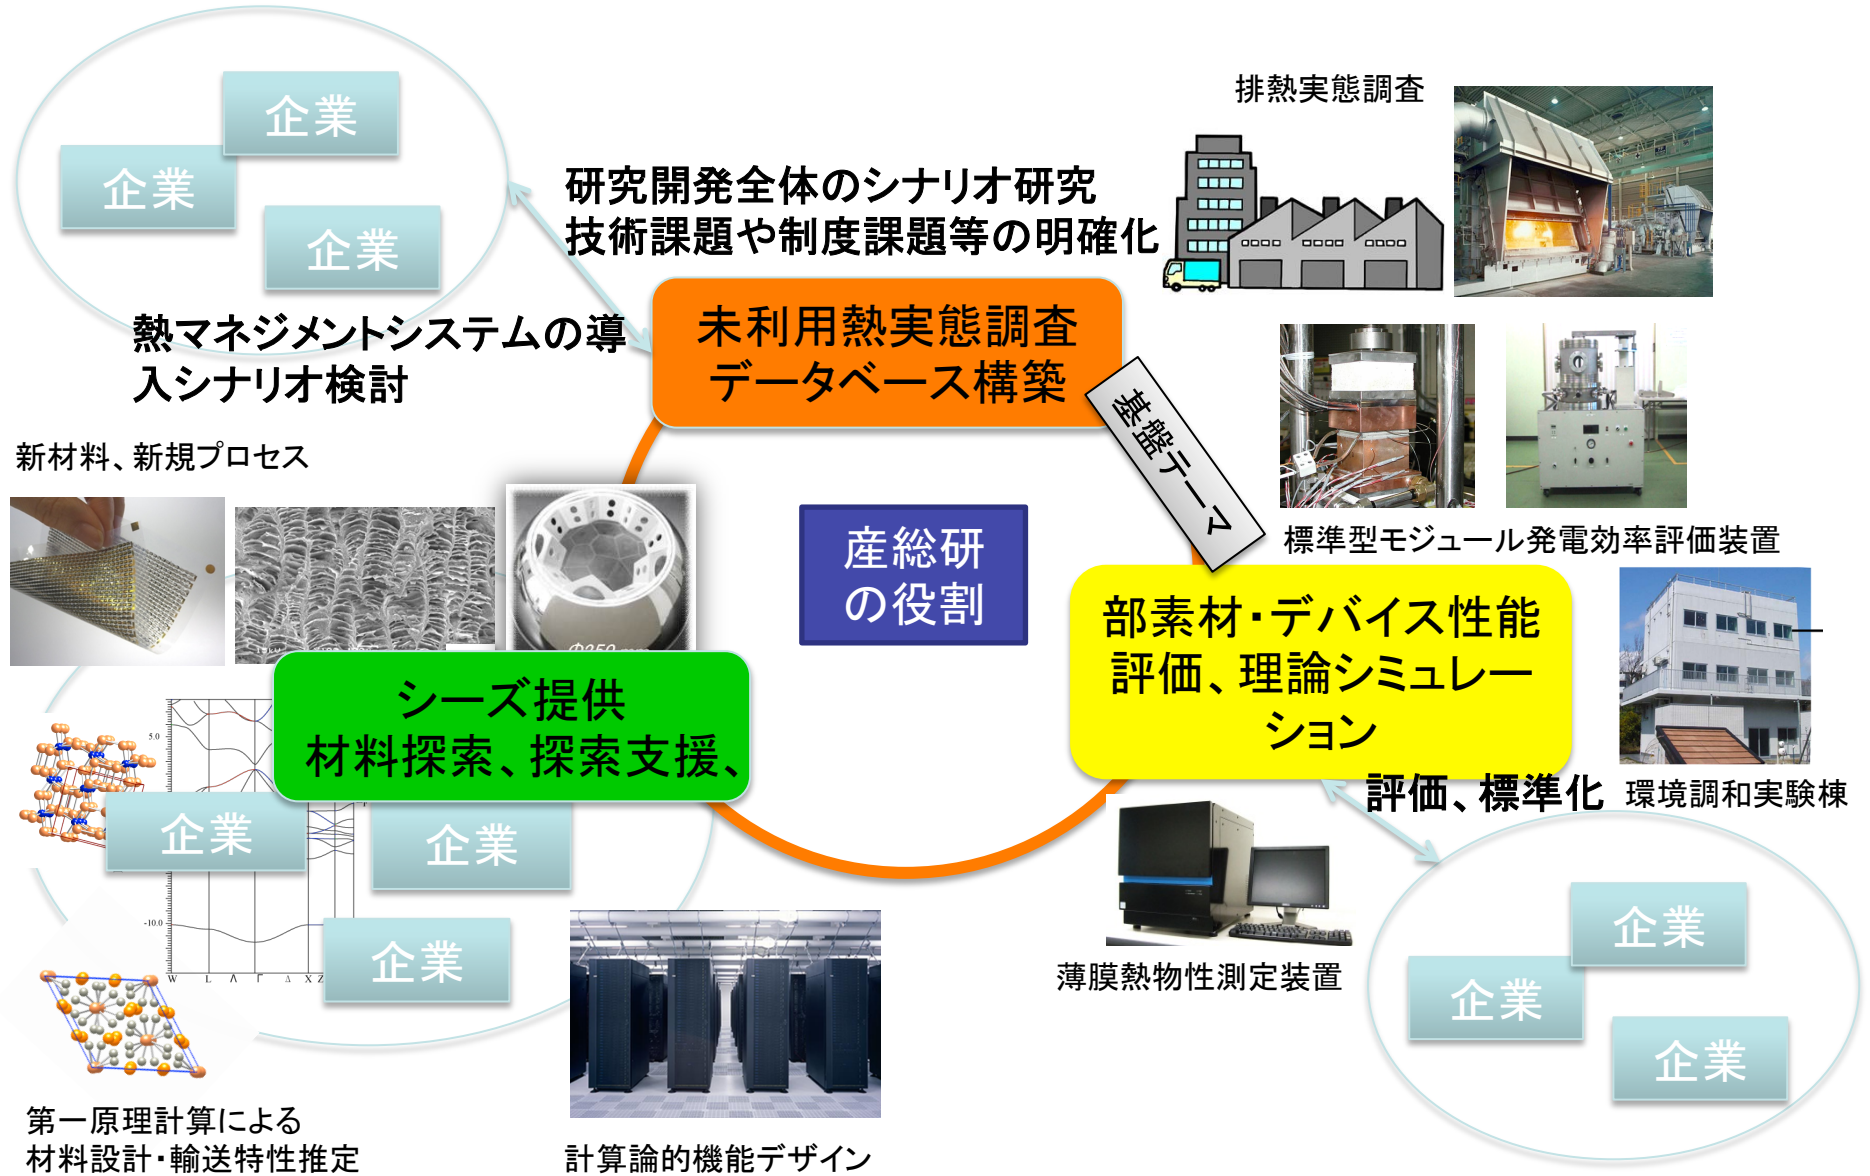 企業
企業
企業
排熱実態調査
研究開発全体のシナリオ研究
技術課題や制度課題等の明確化
熱マネジメントシステムの導
入シナリオ検討
未利用熱実態調査
データベース構築
基盤テーマ
新材料、新規プロセス
産総研
の役割
標準型モジュール発電効率評価装置
部素材・デバイス性能
評価、理論シミュレー
ション
シーズ提供
材料探索、探索支援、
評価、標準化
環境調和実験棟
5.0
-10.0
W L Λ Γ Δ X Z
企業
企業
企業
薄膜熱物性測定装置
企業
企業
企業
第一原理計算による
材料設計・輸送特性推定
計算論的機能デザイン